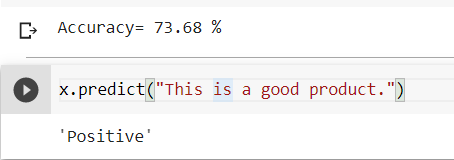 Accuracy= 73.68 %
x.predict("This is a good product.")
'Positive'